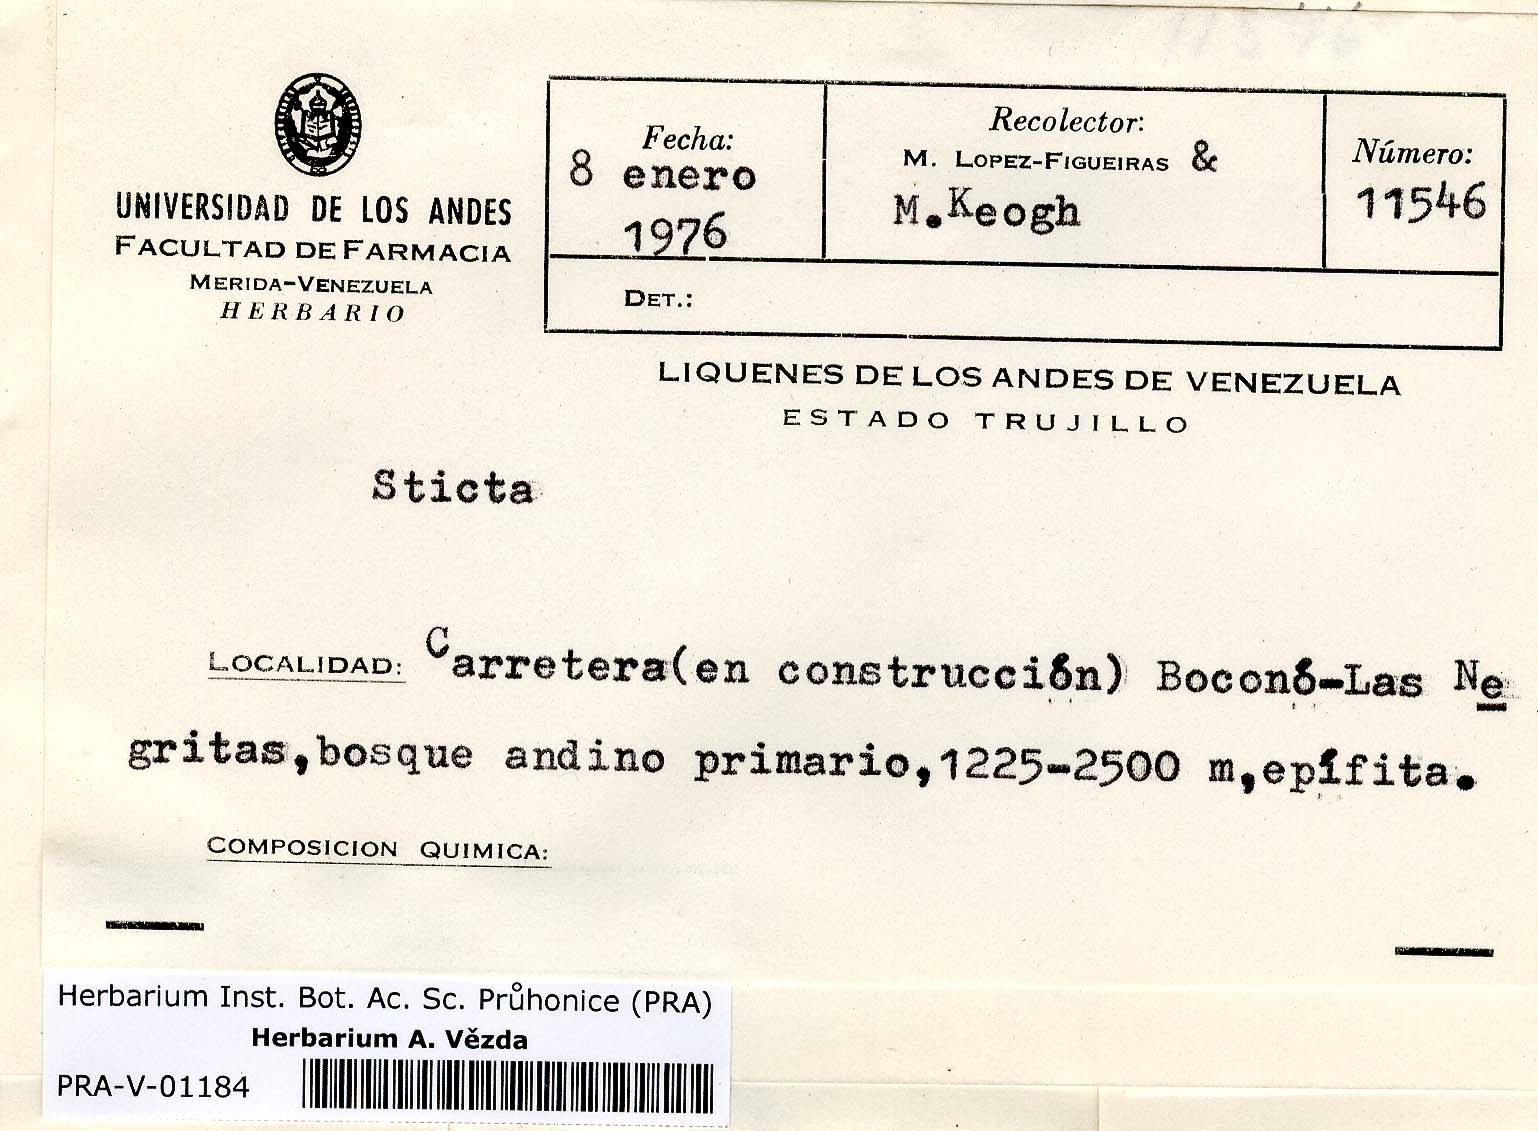 UNIVERSIDAD DE LOS ANDES
FACULTAD DE FARMACIA
MERIDA-VENEZUELA
HERBARIO
Fecha:
8 enero
1976
Recolector:
M. LOPEZ-FIGUEIRAS &
M.Keogh
Número:
11546
DET.:
LIQUENES DE LOS ANDES DE VENEZUELA
ESTADO TRUJILLO
Sticta
LOCALIDAD: Carretera(en construcción) Boconó-Las Ne
gritas,bosque andino primario,1225-2500 m,epífita.
COMPOSICION QUIMICA:
Herbarium Inst. Bot. Ac. Sc. Průhonice (PRA)
Herbarium A. Vězda
PRA-V-01184